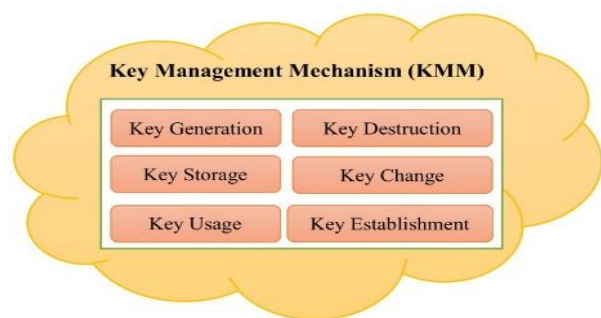 Key Management Mechanism (KMM)
Key Generation
Key Destruction
Key Storage
Key Change
Key Usage
Key Establishment